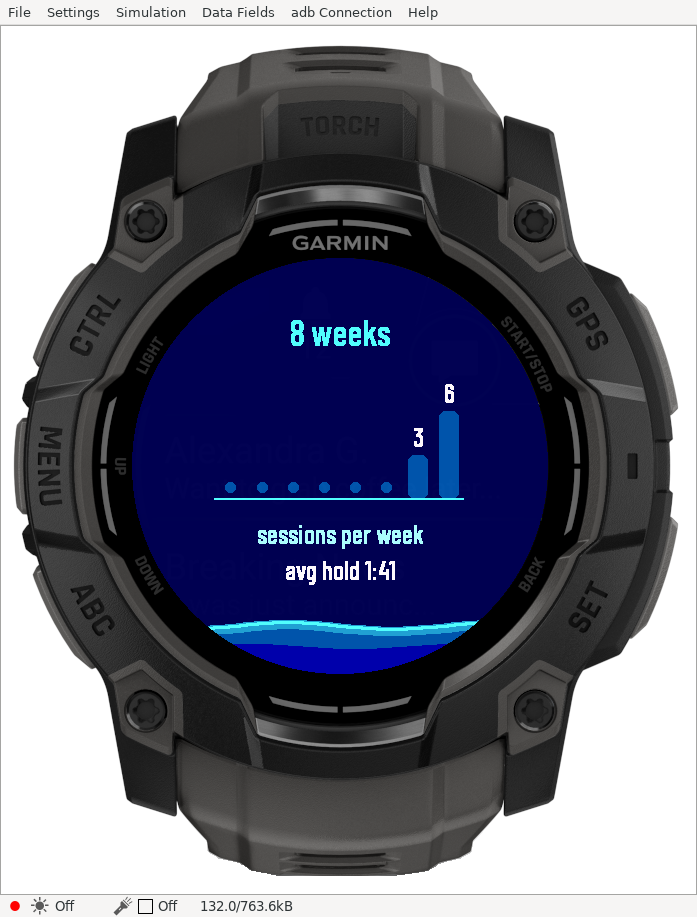 File Settings Simulation Data Fields adb Connection Help
TORCH
GARMIN
CTRL
GPS
LIGHT
START/STOP
8 weeks
6
3
MENU
UP
sessions per week
avg hold 1:41
DOWN
BACK
ABC
SET
Off
Off
132.0/763.6kB